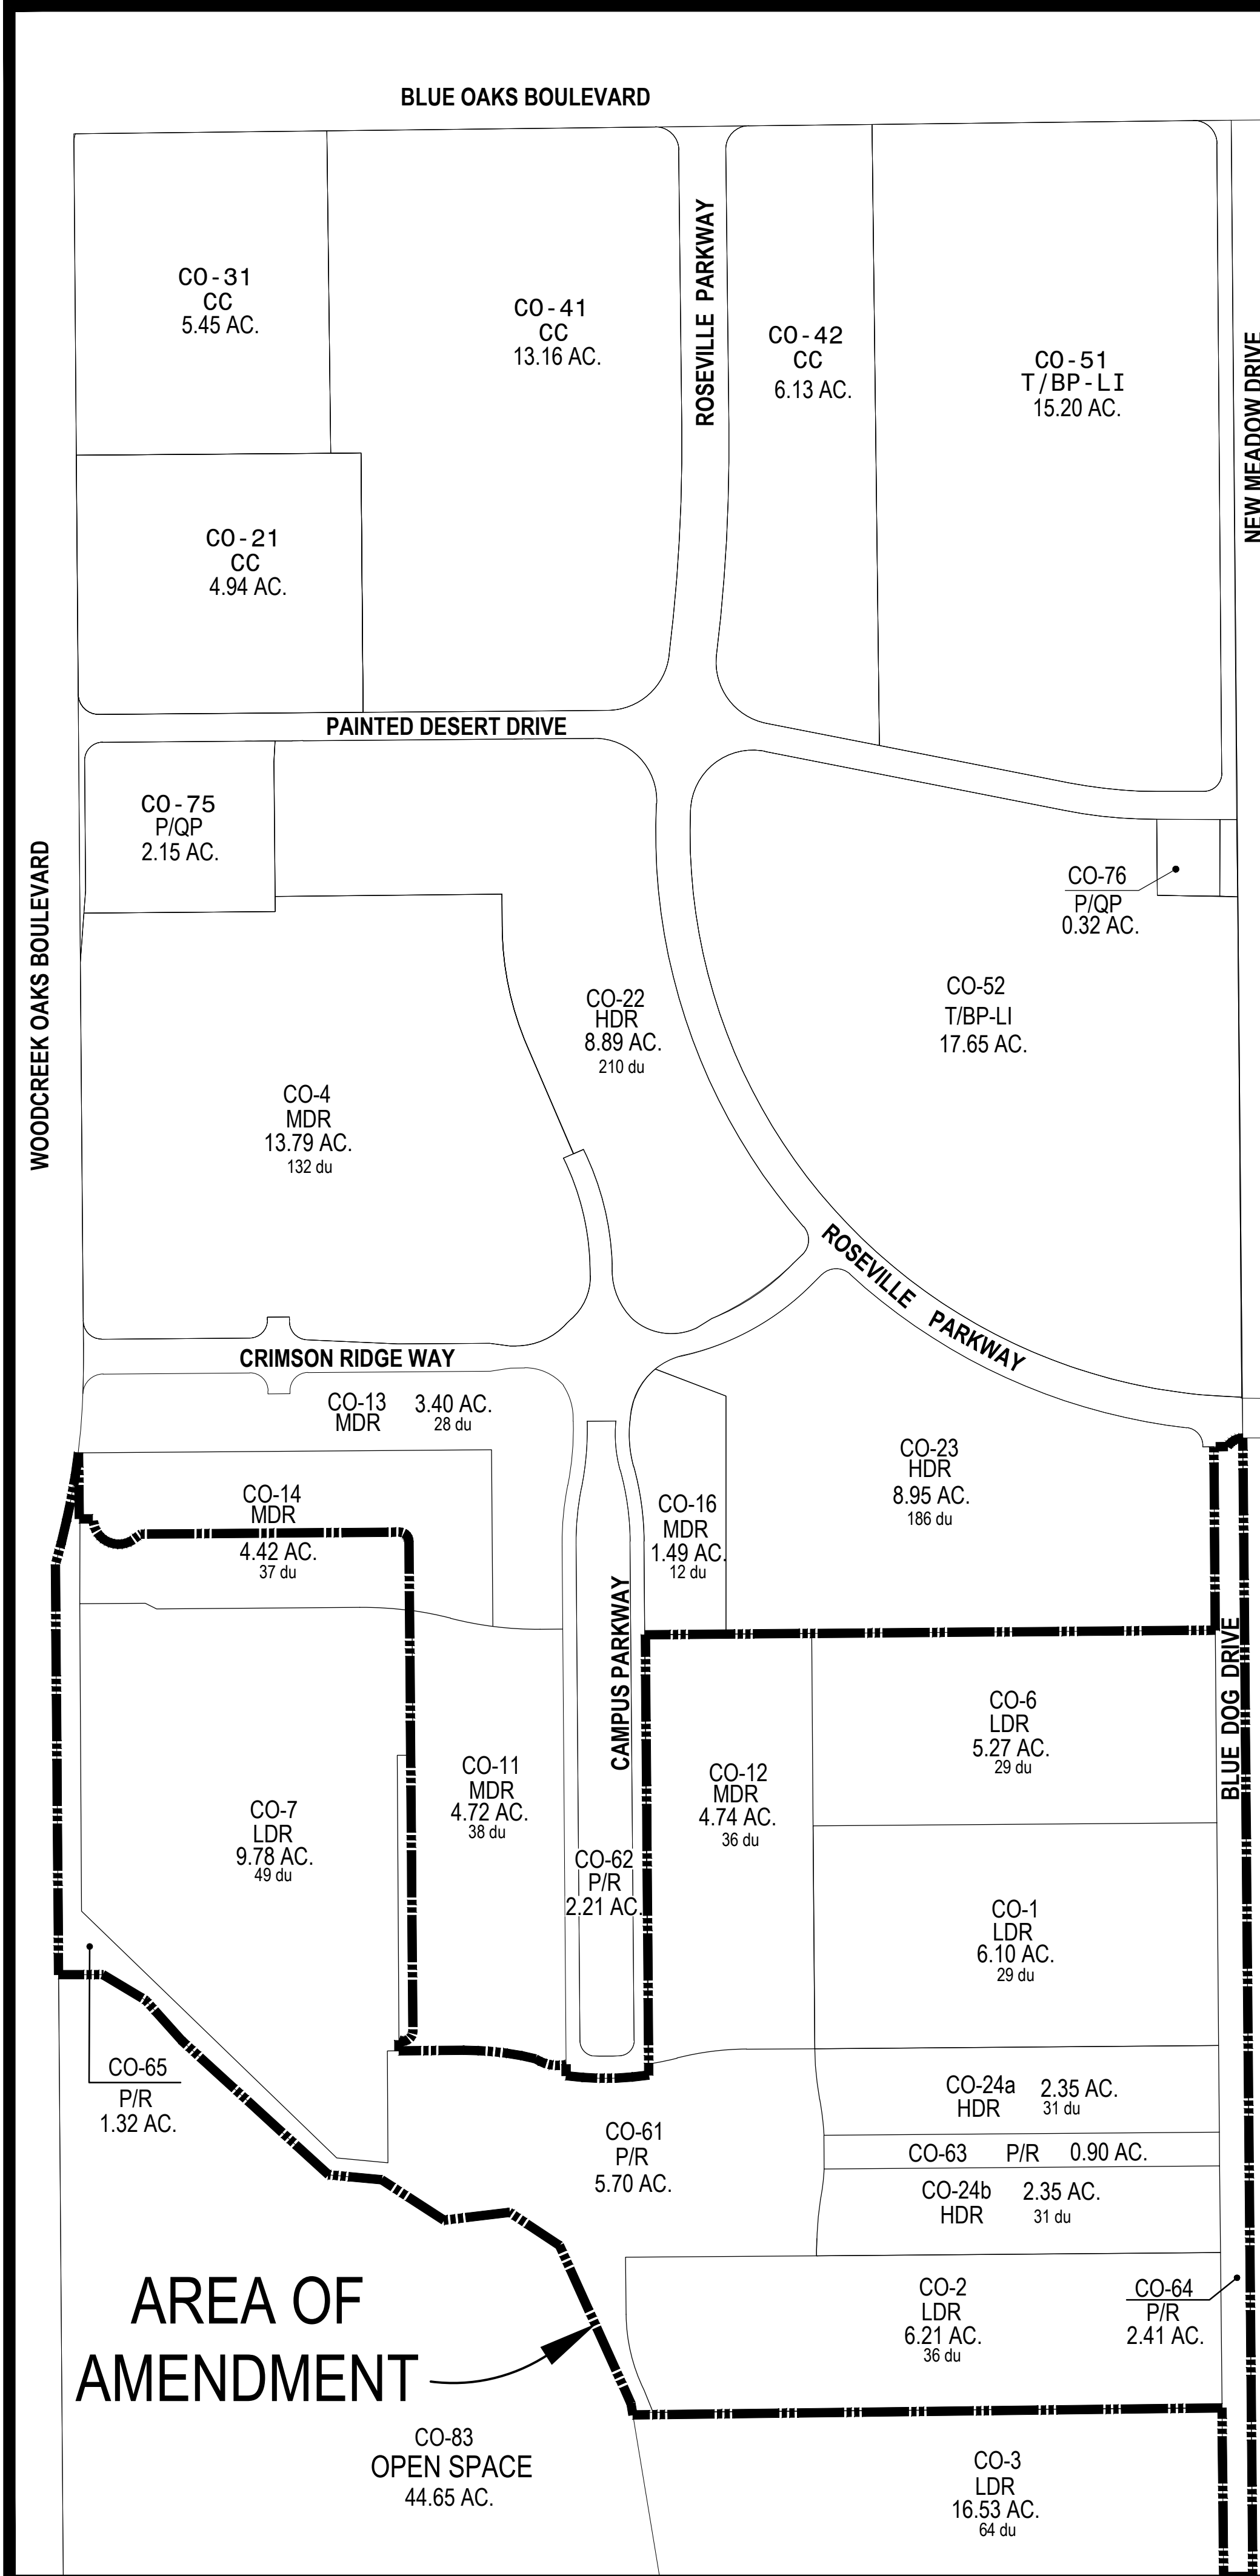 BLUE OAKS BOULEVARD
CO-31
CC
5.45 AC.
CO-41
CC
13.16 AC.
ROSEVILLE PARKWAY
CO-42
CC
6.13 AC.
CO-51
T/BP-LI
15.20 AC.
NEW MEADOW DRIVE
CO-21
CC
4.94 AC.
PAINTED DESERT DRIVE
CO-75
P/QP
2.15 AC.
WOODCREEK OAKS BOULEVARD
CO-76
P/QP
0.32 AC.
CO-22
HDR
8.89 AC.
210 du
CO-52
T/BP-LI
17.65 AC.
CO-4
MDR
13.79 AC.
132 du
ROSEVILLE PARKWAY
CRIMSON RIDGE WAY
CO-13 3.40 AC.
MDR 28 du
CO-14
MDR
4.42 AC.
37 du
CO-16
MDR
1.49 AC.
12 du
CO-23
HDR
8.95 AC.
186 du
CAMPUS PARKWAY
BLUE DOG DRIVE
CO-6
LDR
5.27 AC.
29 du
CO-11
MDR
4.72 AC.
38 du
CO-12
MDR
4.74 AC.
36 du
CO-7
LDR
9.78 AC.
49 du
CO-62
P/R
2.21 AC.
CO-1
LDR
6.10 AC.
29 du
CO-65
P/R
1.32 AC.
CO-24a 2.35 AC.
HDR 31 du
CO-61
P/R
5.70 AC.
CO-63 P/R 0.90 AC.
CO-24b 2.35 AC.
HDR 31 du
AREA OF
AMENDMENT
CO-2
LDR
6.21 AC.
36 du
CO-64
P/R
2.41 AC.
CO-83
OPEN SPACE
44.65 AC.
CO-3
LDR
16.53 AC.
64 du